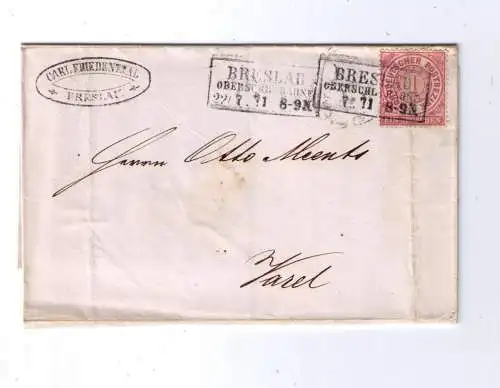 CARL FRIEDENTHAL
BRESLAU
BRESLAU
OBERSCHL. BAHNH.
22/7. 71 8-9N
BRES
OBERSCHL
7. 71
8-9N
Herrn Otto Meents
Varel